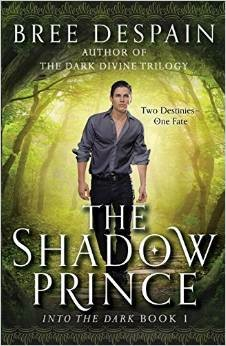 BREE DESPAIN
AUTHOR OF
THE DARK DIVINE TRILOGY
Two Destinies–
One Fate
THE
SHADOW
PRINCE
INTO THE DARK BOOK 1